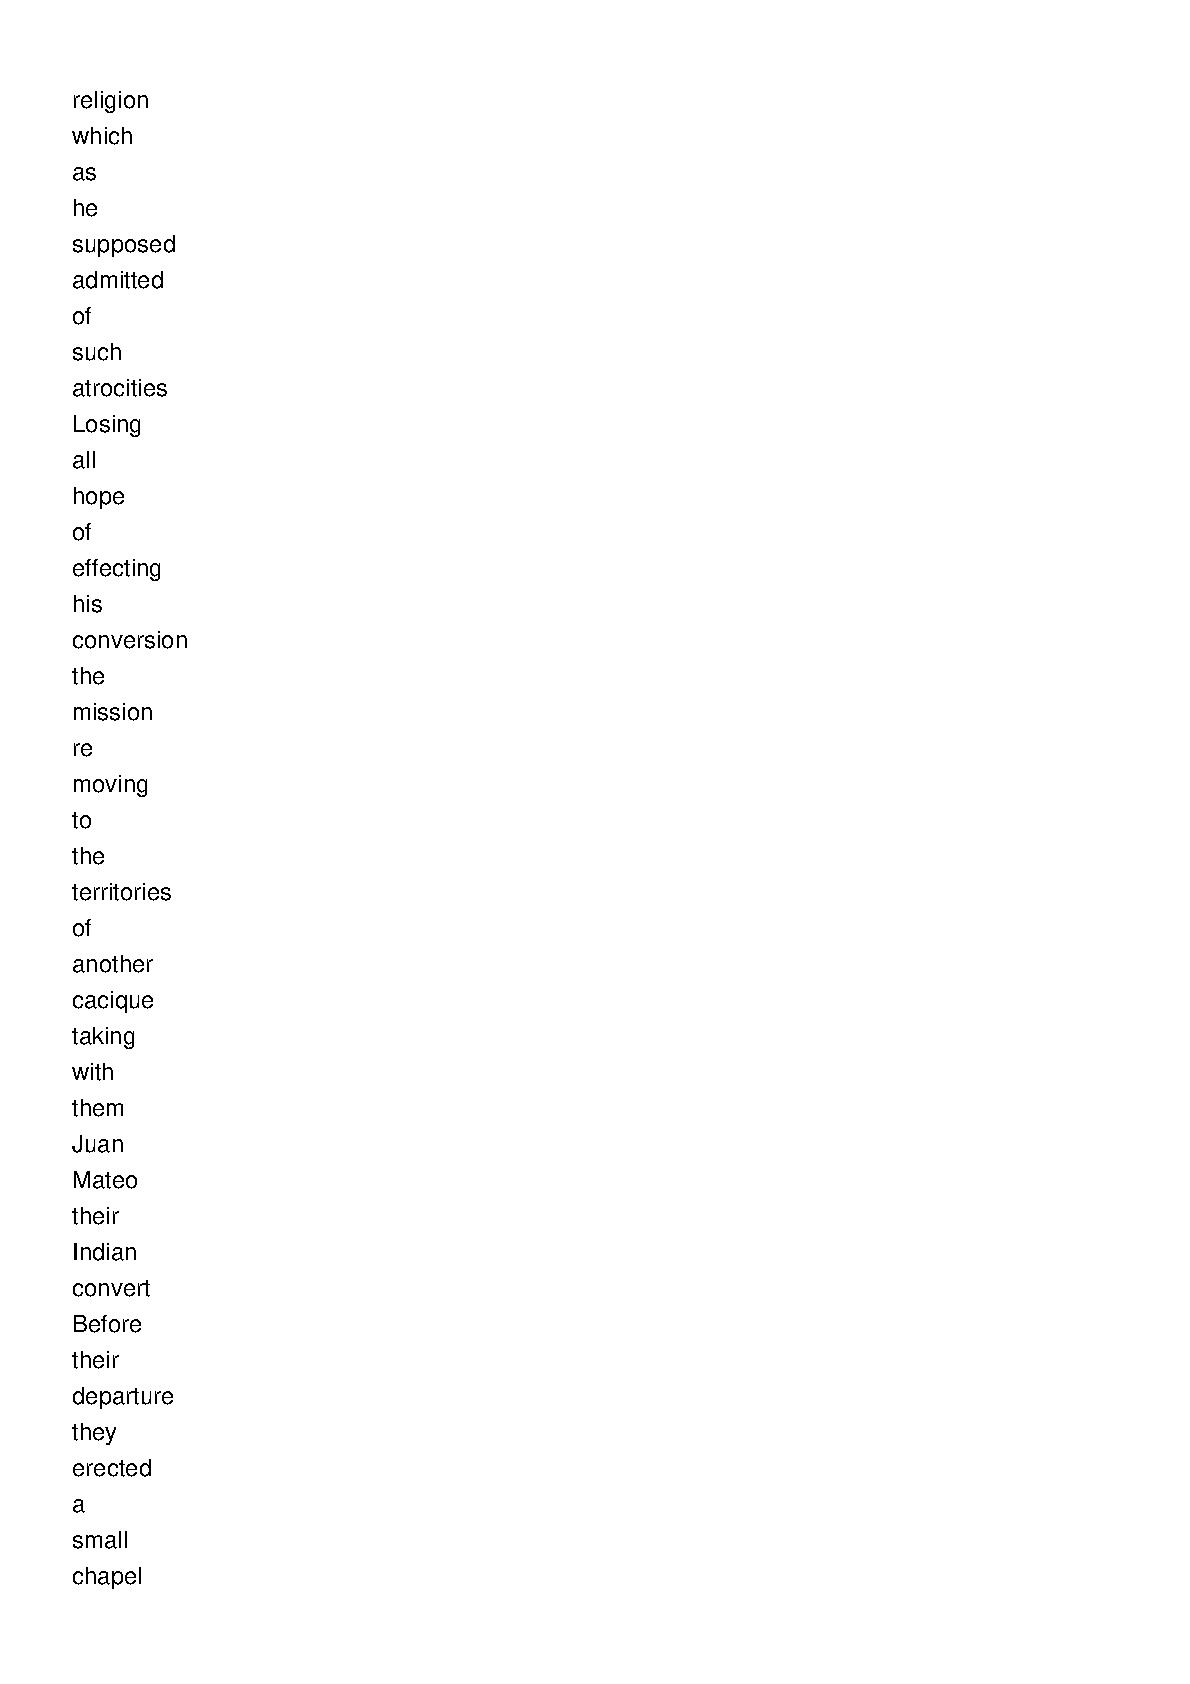 religion
which
as
he
supposed
admitted
of
such
atrocities
Losing
all
hope
of
effecting
his
conversion
the
mission
re
moving
to
the
territories
of
another
cacique
taking
with
them
Juan
Mateo
their
Indian
convert
Before
their
departure
they
erected
a
small
chapel